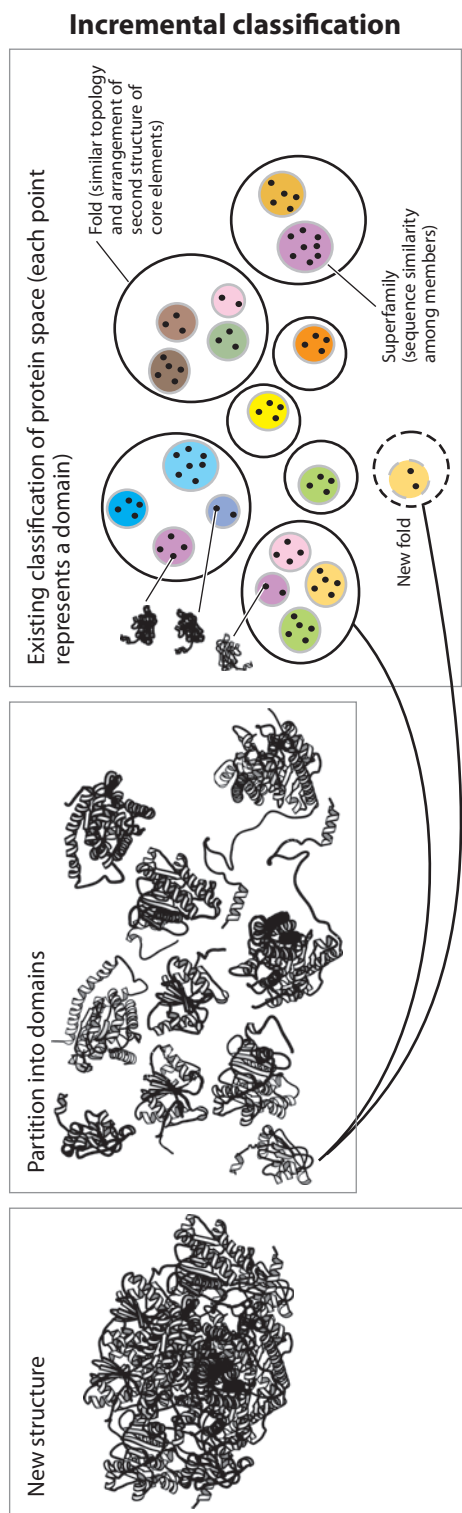 Incremental classification
New structure
Partition into domains
Existing classification of protein space (each point
represents a domain)
Fold (similar topology
and arrangement of
second structure of
core elements)
Superfamily
(sequence similarity
among members)
New fold